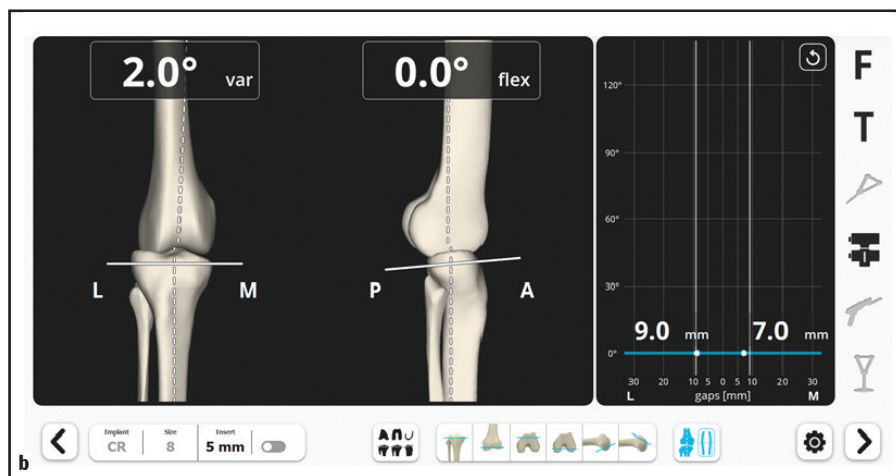 2.0° var
0.0° flex
F
T
120°
90°
60°
30°
0°
9.0 mm
7.0 mm
L
M
P
A
30 20 10 5 0 5 10 20 30
L gaps [mm] M
Implant Size Insert
CR 8 5 mm
b